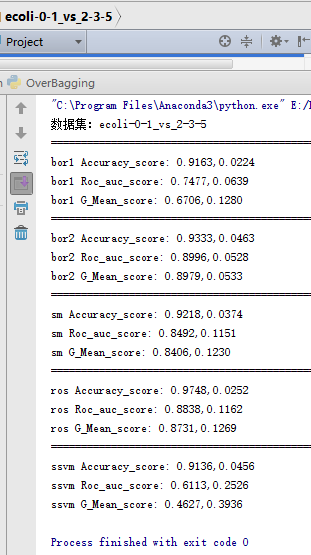 ecoli-0-1_vs_2-3-5
Project
OverBagging
"C:\Program Files\Anaconda3\python.exe" E:/
数据集: ecoli-0-1_vs_2-3-5
bor1 Accuracy_score: 0.9163,0.0224
bor1 Roc_auc_score: 0.7477,0.0639
bor1 G_Mean_score: 0.6706,0.1280
bor2 Accuracy_score: 0.9333,0.0463
bor2 Roc_auc_score: 0.8996,0.0528
bor2 G_Mean_score: 0.8979,0.0533
sm Accuracy_score: 0.9218,0.0374
sm Roc_auc_score: 0.8492,0.1151
sm G_Mean_score: 0.8406,0.1230
ros Accuracy_score: 0.9748,0.0252
ros Roc_auc_score: 0.8838,0.1162
ros G_Mean_score: 0.8731,0.1269
ssvm Accuracy_score: 0.9136,0.0456
ssvm Roc_auc_score: 0.6113,0.2526
ssvm G_Mean_score: 0.4627,0.3936
Process finished with exit code 0